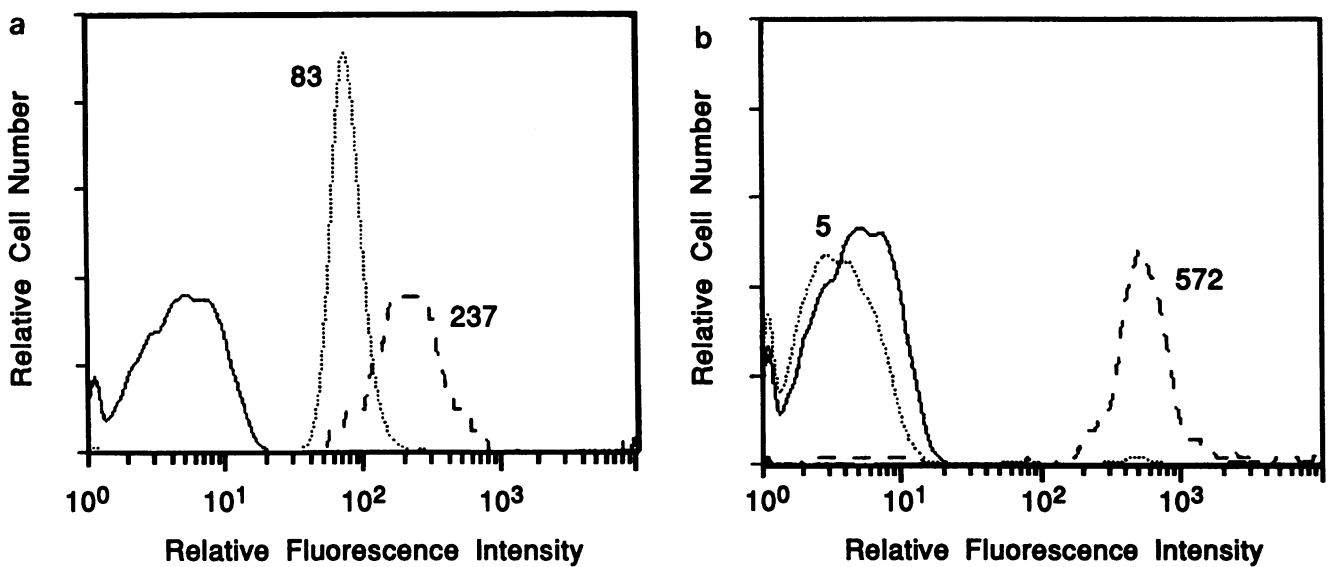 a
Relative Cell Number
83
237
10⁰ 10¹ 10² 10³
Relative Fluorescence Intensity
b
Relative Cell Number
5
572
10⁰ 10¹ 10² 10³
Relative Fluorescence Intensity